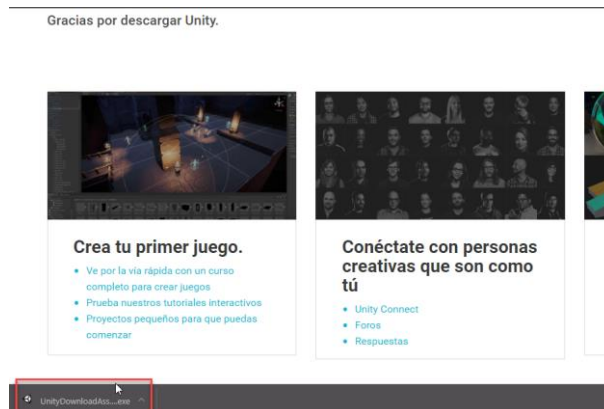 Gracias por descargar Unity.
Crea tu primer juego.
Ve por la vía rápida con un curso
completo para crear juegos
Prueba nuestros tutoriales interactivos
Proyectos pequeños para que puedas
comenzar
Conéctate con personas
creativas que son como
tú
Unity Connect
Foros
Respuestas
UnityDownloadAss....exe